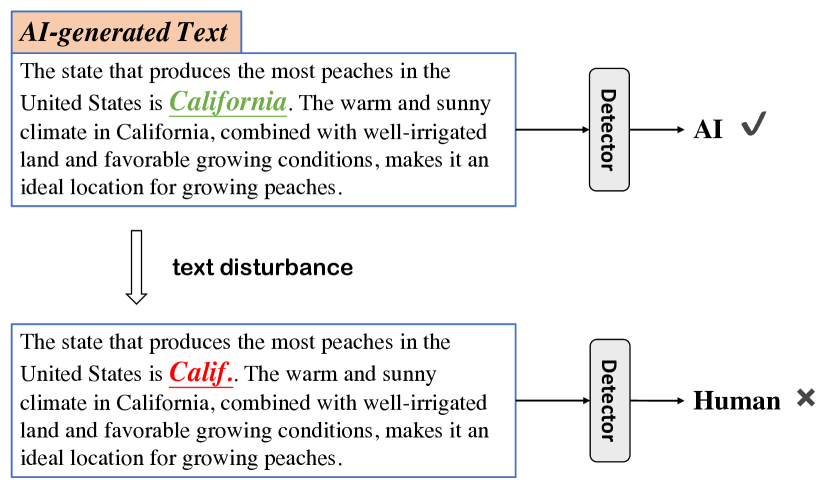 AI-generated Text
The state that produces the most peaches in the
United States is California. The warm and sunny
climate in California, combined with well-irrigated
land and favorable growing conditions, makes it an
ideal location for growing peaches.
Detector
AI ✓
text disturbance
The state that produces the most peaches in the
United States is Calif.. The warm and sunny
climate in California, combined with well-irrigated
land and favorable growing conditions, makes it an
ideal location for growing peaches.
Detector
Human ✗